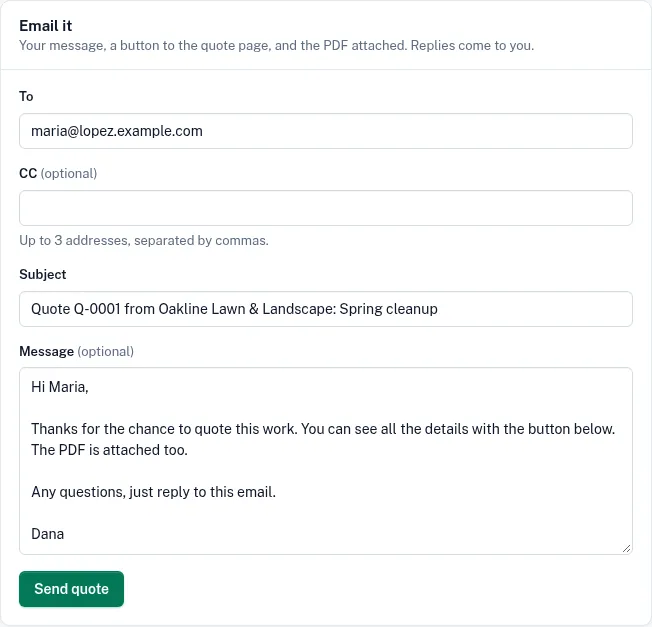 Email it
Your message, a button to the quote page, and the PDF attached. Replies come to you.
To
maria@lopez.example.com
CC (optional)
Up to 3 addresses, separated by commas.
Subject
Quote Q-0001 from Oakline Lawn & Landscape: Spring cleanup
Message (optional)
Hi Maria,
Thanks for the chance to quote this work. You can see all the details with the button below.
The PDF is attached too.
Any questions, just reply to this email.
Dana
Send quote